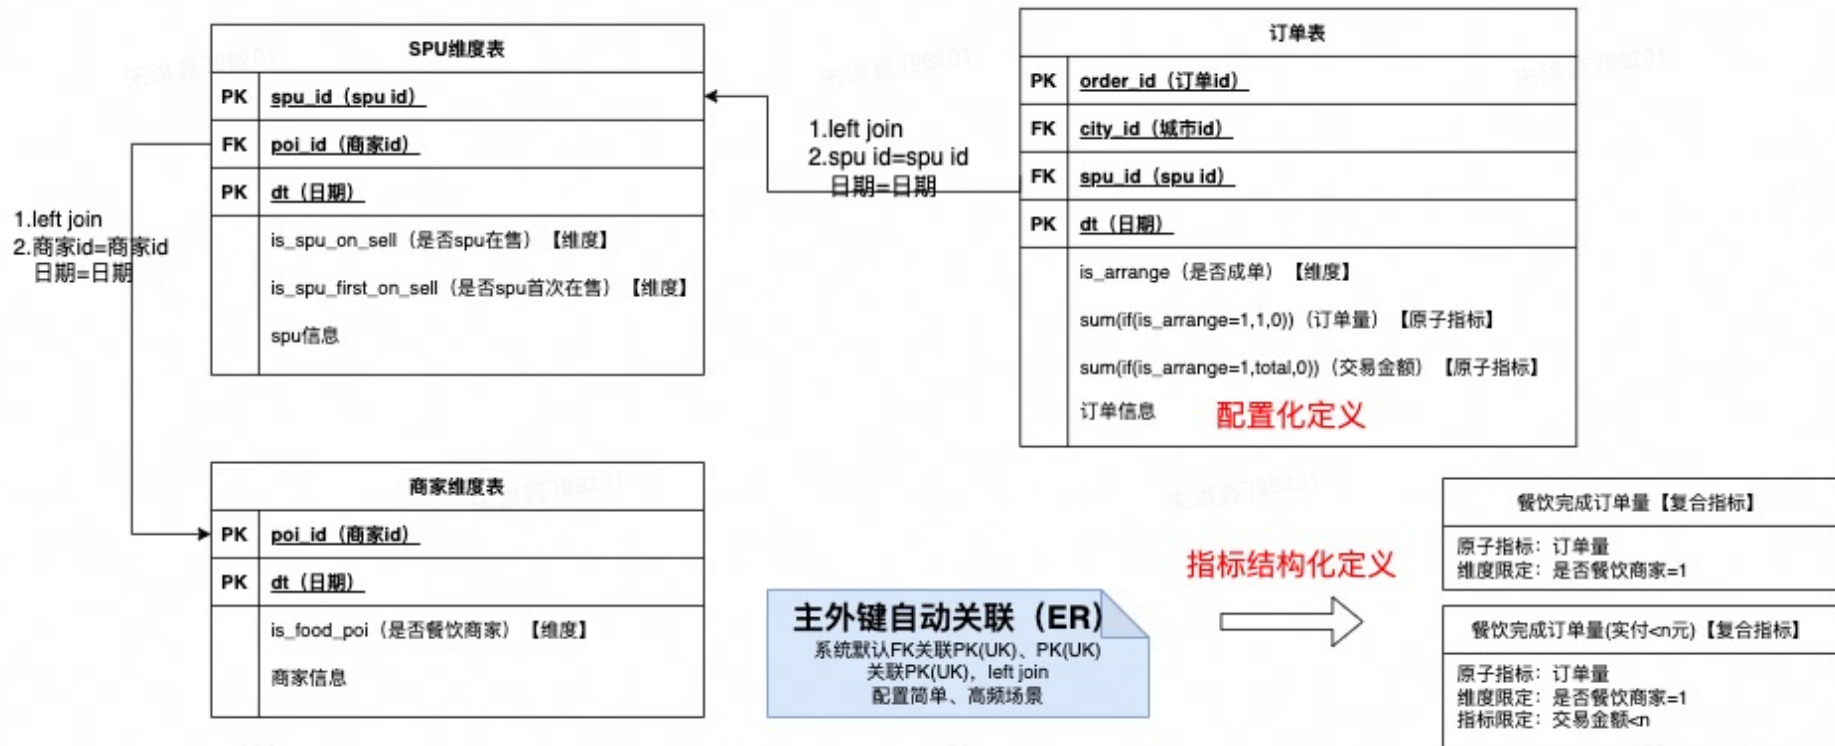 SPU维度表
PK spu_id（spu id）
FK poi_id（商家id）
PK dt（日期）
is_spu_on_sell（是否spu在售）【维度】
is_spu_first_on_sell（是否spu首次在售）【维度】
spu信息
1.left join
2.商家id=商家id
日期=日期
1.left join
2.spu id=spu id
日期=日期
订单表
PK order_id（订单id）
FK city_id（城市id）
FK spu_id（spu id）
PK dt（日期）
is_arrange（是否成单）【维度】
sum(if(is_arrange=1,1,0))（订单量）【原子指标】
sum(if(is_arrange=1,total,0))（交易金额）【原子指标】
订单信息
配置化定义
商家维度表
PK poi_id（商家id）
PK dt（日期）
is_food_poi（是否餐饮商家）【维度】
商家信息
主外键自动关联（ER）
系统默认FK关联PK(UK)、PK(UK)
关联PK(UK)，left join
配置简单、高频场景
指标结构化定义
餐饮完成订单量【复合指标】
原子指标：订单量
维度限定：是否餐饮商家=1
餐饮完成订单量(实付<n元)【复合指标】
原子指标：订单量
维度限定：是否餐饮商家=1
指标限定：交易金额<n